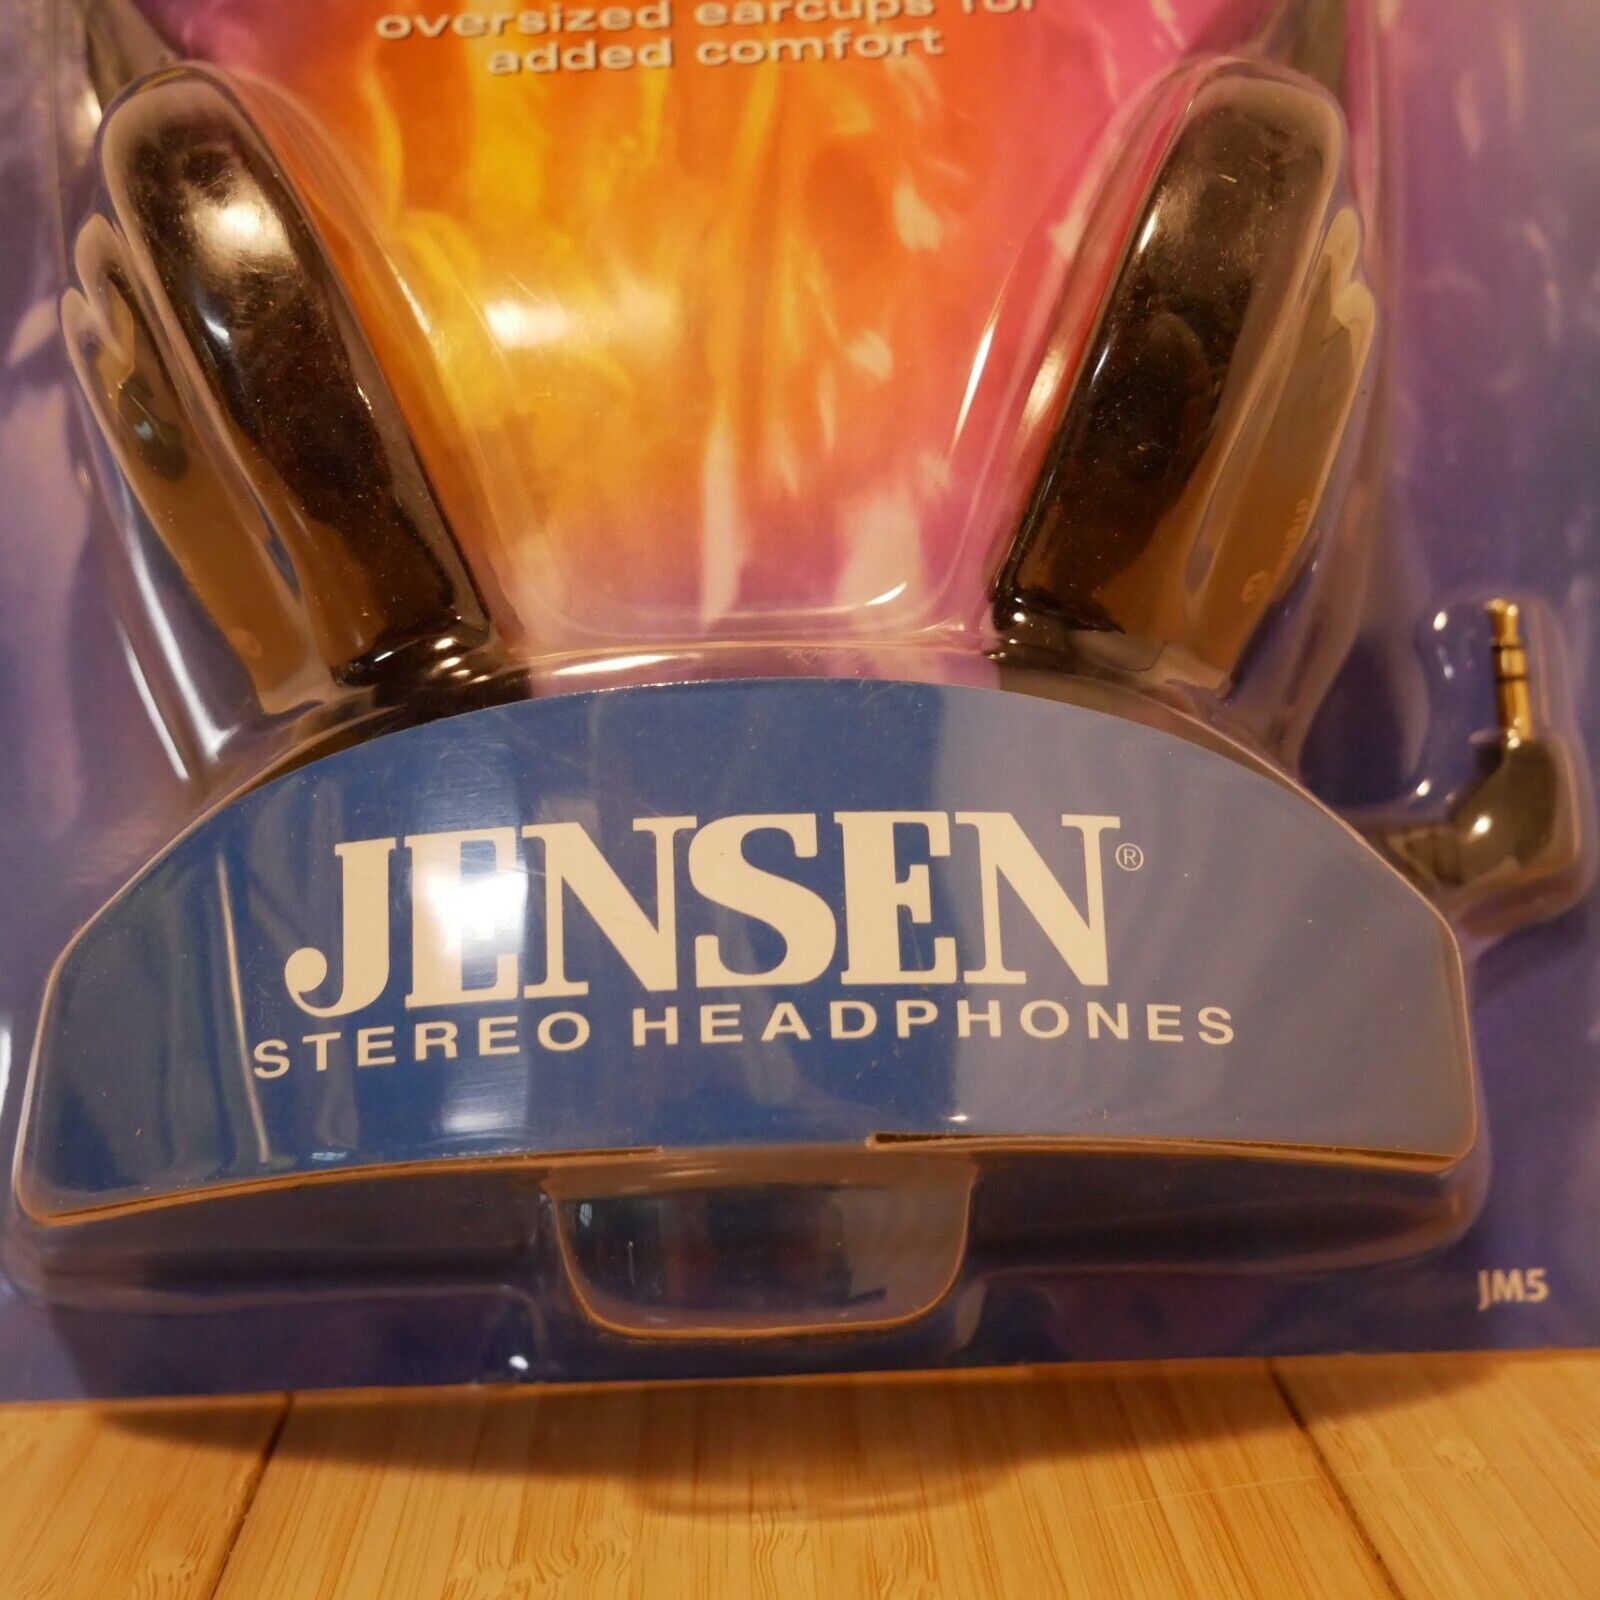 oversized earcups for
added comfort
JENSEN®
STEREO HEADPHONES
JM5